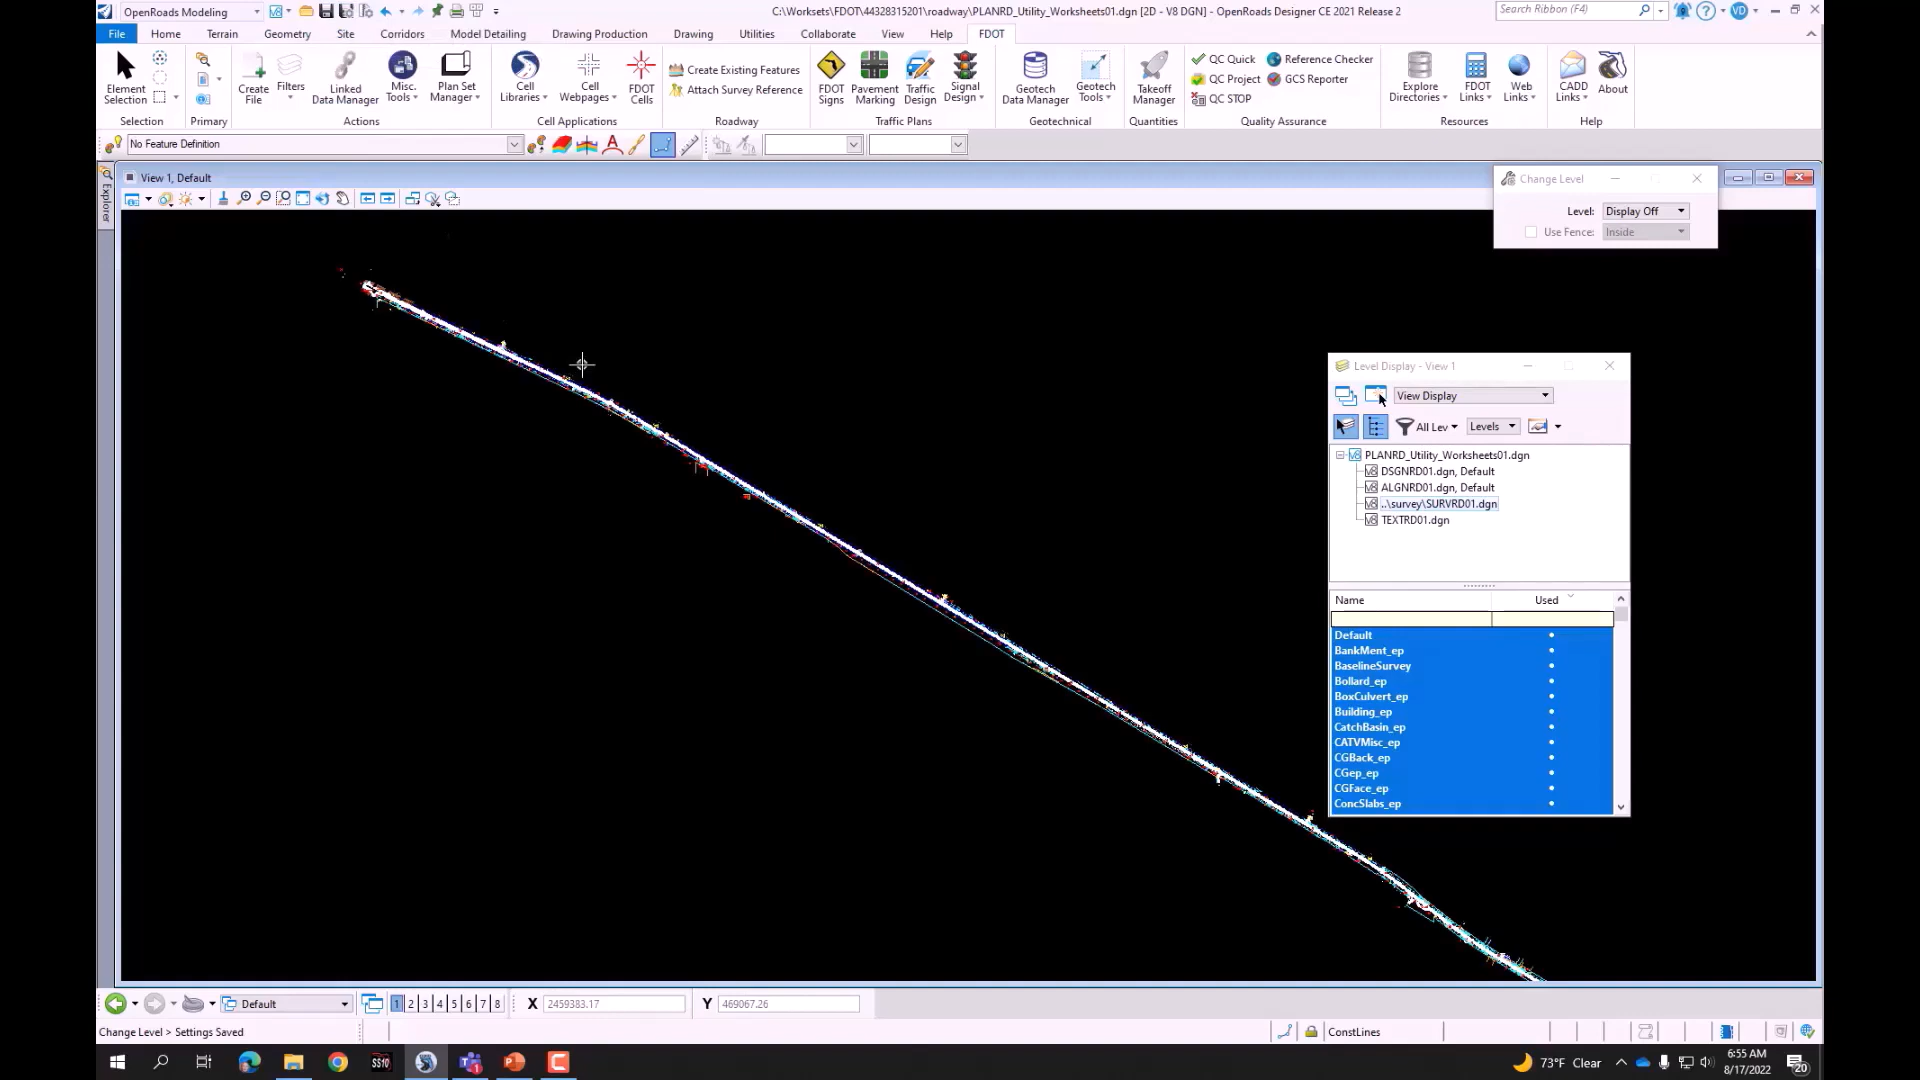 OpenRoads Modeling
C:\Worksets\FDOT\44328315201\roadway\PLANRD_Utility_Worksheets01.dgn [2D - V8 DGN] - OpenRoads Designer CE 2021 Release 2
Search Ribbon (F4)
VD
File Home Terrain Geometry Site Corridors Model Detailing Drawing Production Drawing Utilities Collaborate View Help FDOT
Element Selection
Selection
Primary
Create File
Filters
Linked Data Manager
Misc. Tools
Plan Set Manager
Actions
Cell Libraries
Cell Webpages
FDOT Cells
Cell Applications
Create Existing Features
Attach Survey Reference
Roadway
FDOT Signs
Pavement Marking
Traffic Design
Signal Design
Traffic Plans
Geotech Data Manager
Geotech Tools
Geotechnical
Takeoff Manager
Quantities
QC Quick
Reference Checker
QC Project
GCS Reporter
QC STOP
Quality Assurance
Explore Directories
FDOT Links
Web Links
Resources
CADD Links
About
Help
No Feature Definition
Explorer
View 1, Default
Change Level
Level: Display Off
Use Fence: Inside
Level Display - View 1
View Display
All Lev
Levels
PLANRD_Utility_Worksheets01.dgn
DSGNRD01.dgn, Default
ALGNRD01.dgn, Default
..\survey\SURVRD01.dgn
TEXTRD01.dgn
Name Used
Default
BankMent_ep
BaselineSurvey
Bollard_ep
BoxCulvert_ep
Building_ep
CatchBasin_ep
CATVMisc_ep
CGBack_ep
CGep_ep
CGFace_ep
ConcSlabs_ep
Default
1 2 3 4 5 6 7 8
X 2459383.17
Y 469067.26
Change Level > Settings Saved
ConstLines
SS10
73°F Clear
6:55 AM
8/17/2022
20